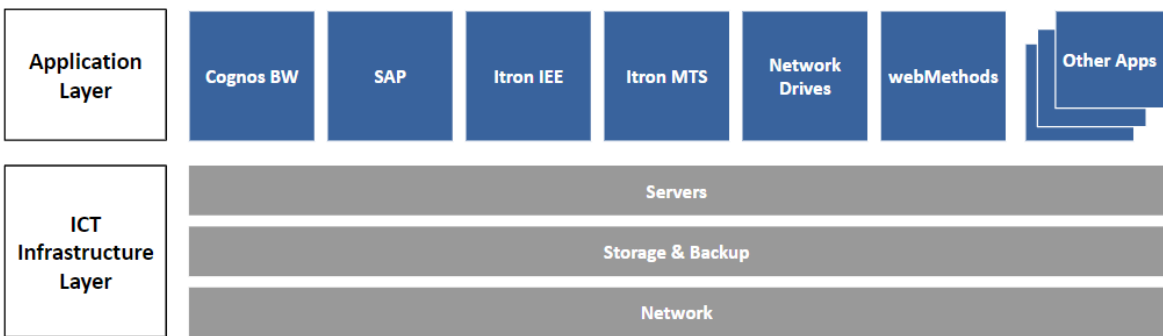 Application
Layer
Cognos BW
SAP
Itron IEE
Itron MTS
Network
Drives
webMethods
Other Apps
ICT
Infrastructure
Layer
Servers
Storage & Backup
Network